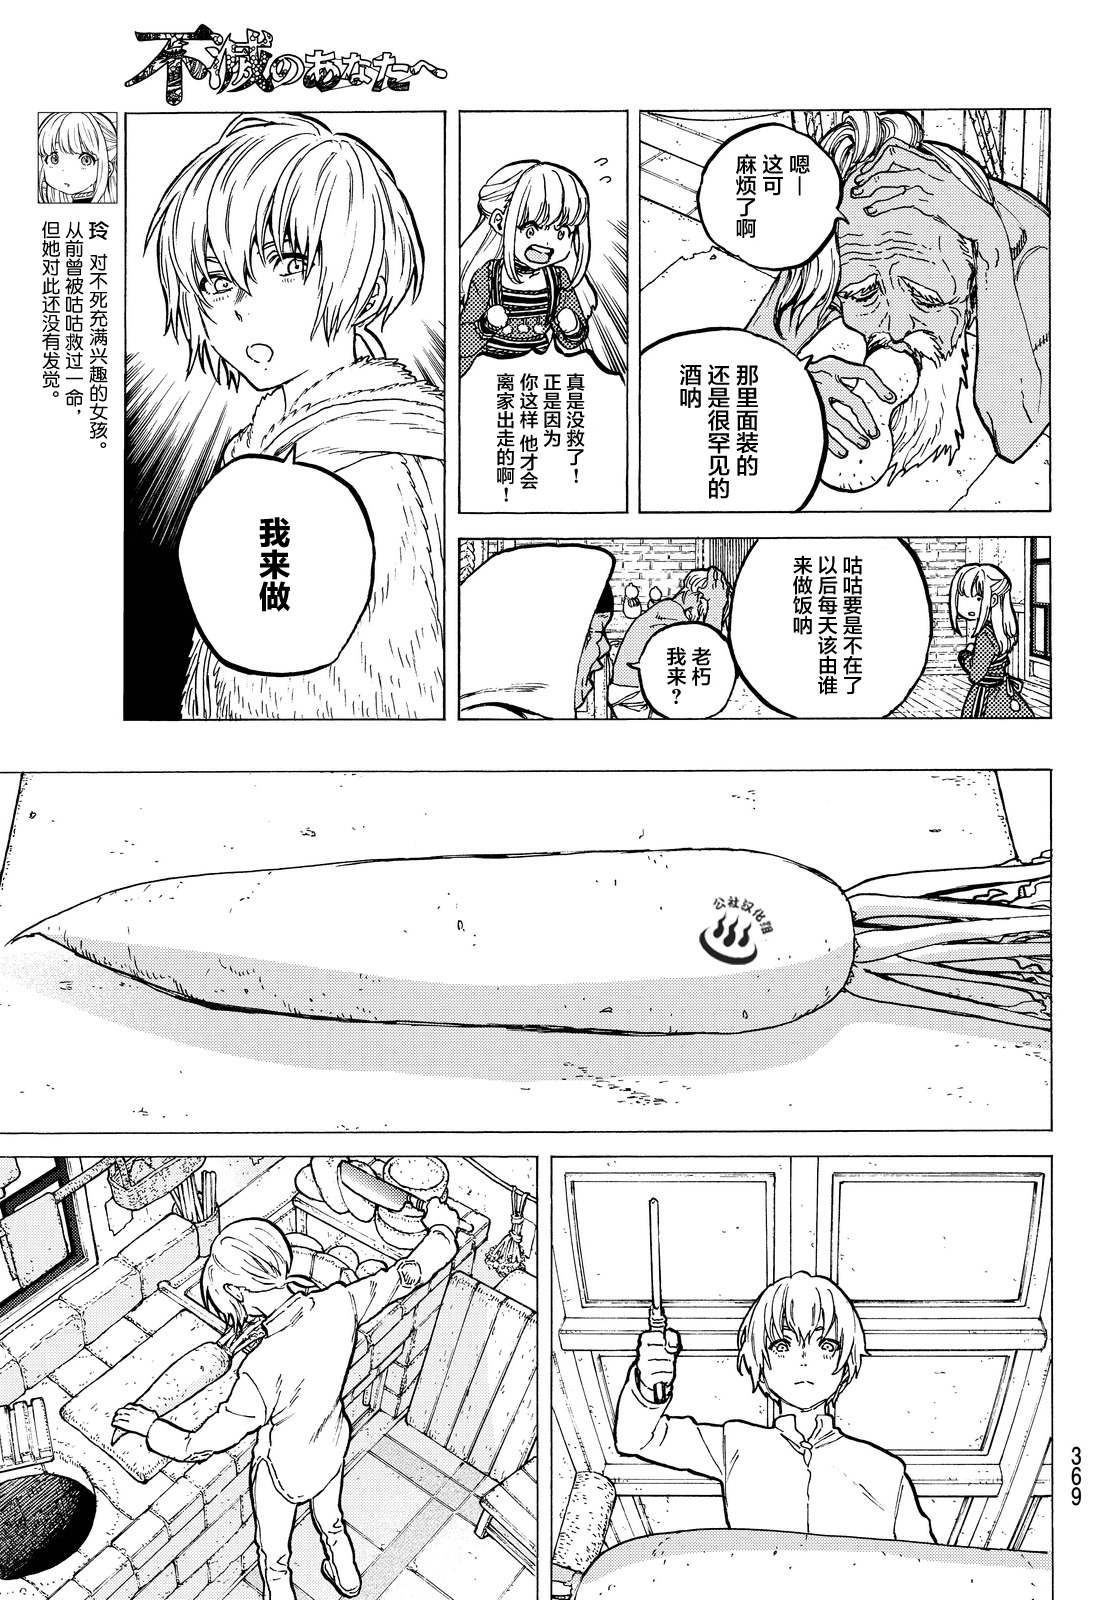 不滅のあなたへ
嗯—
这可
麻烦了啊
那里面装的
还是很罕见的
酒呐
真是没救了！
正是因为
你这样 他才会
离家出走的啊！
我来做
玲 对不死充满兴趣的女孩。
从前曾被咕咕救过一命，
但她对此还没有发觉。
咕咕要是不在了
以后每天该由谁
来做饭呐
老朽
我来？
公社汉化组
369